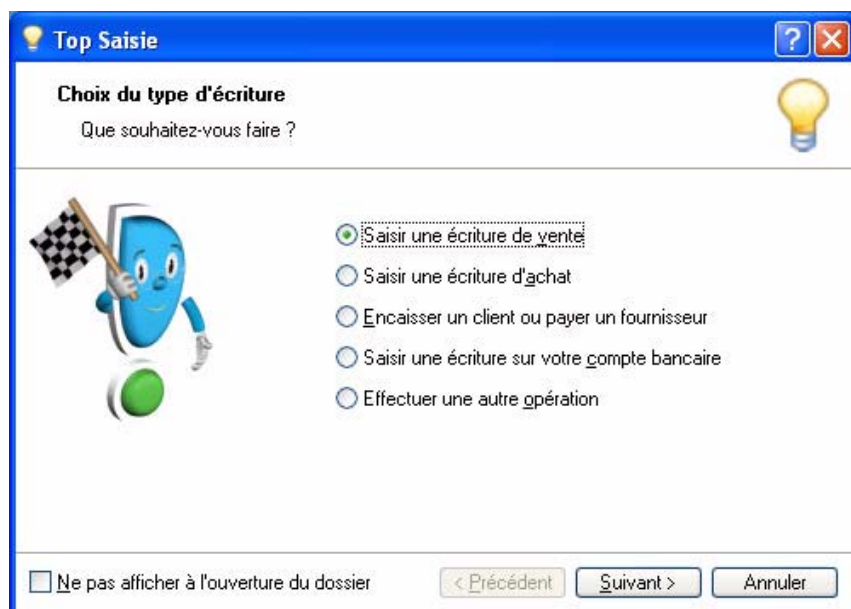 Top Saisie
Choix du type d'écriture
Que souhaitez-vous faire ?
Saisir une écriture de vente
Saisir une écriture d'achat
Encaisser un client ou payer un fournisseur
Saisir une écriture sur votre compte bancaire
Effectuer une autre opération
Ne pas afficher à l'ouverture du dossier
< Précédent
Suivant >
Annuler